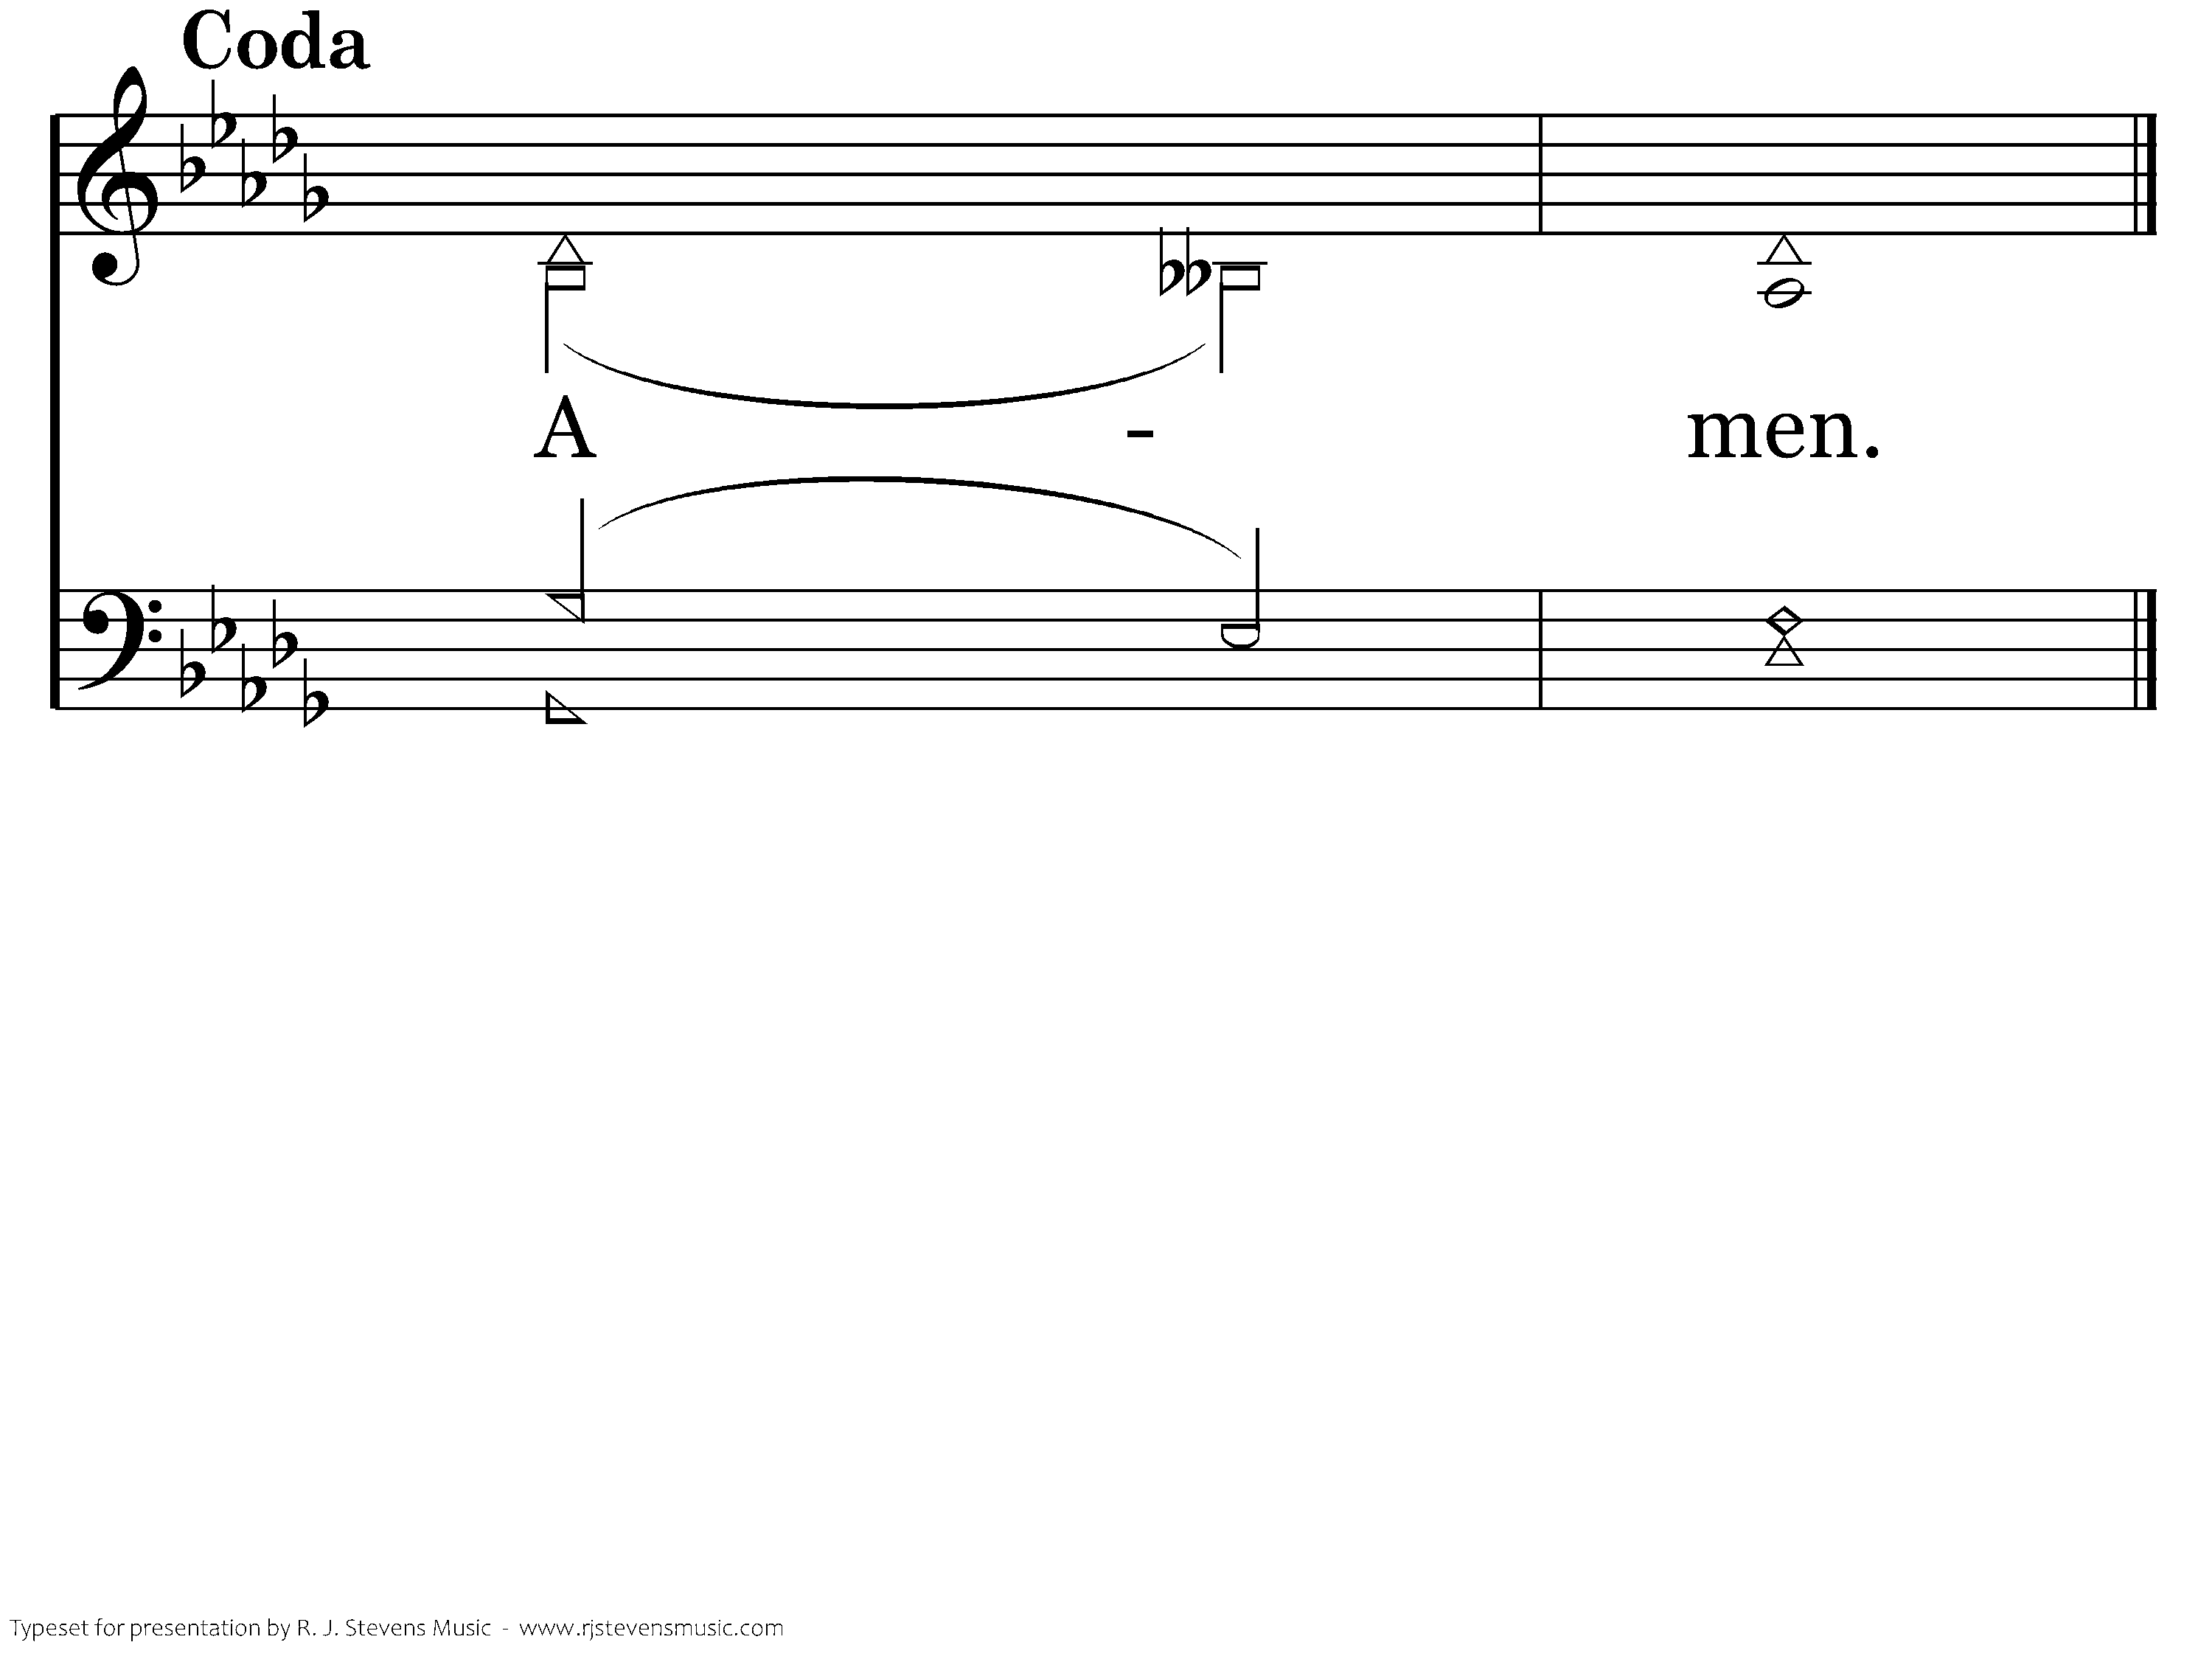 Coda
A - men.
Typeset for presentation by R. J. Stevens Music - www.rjstevensmusic.com